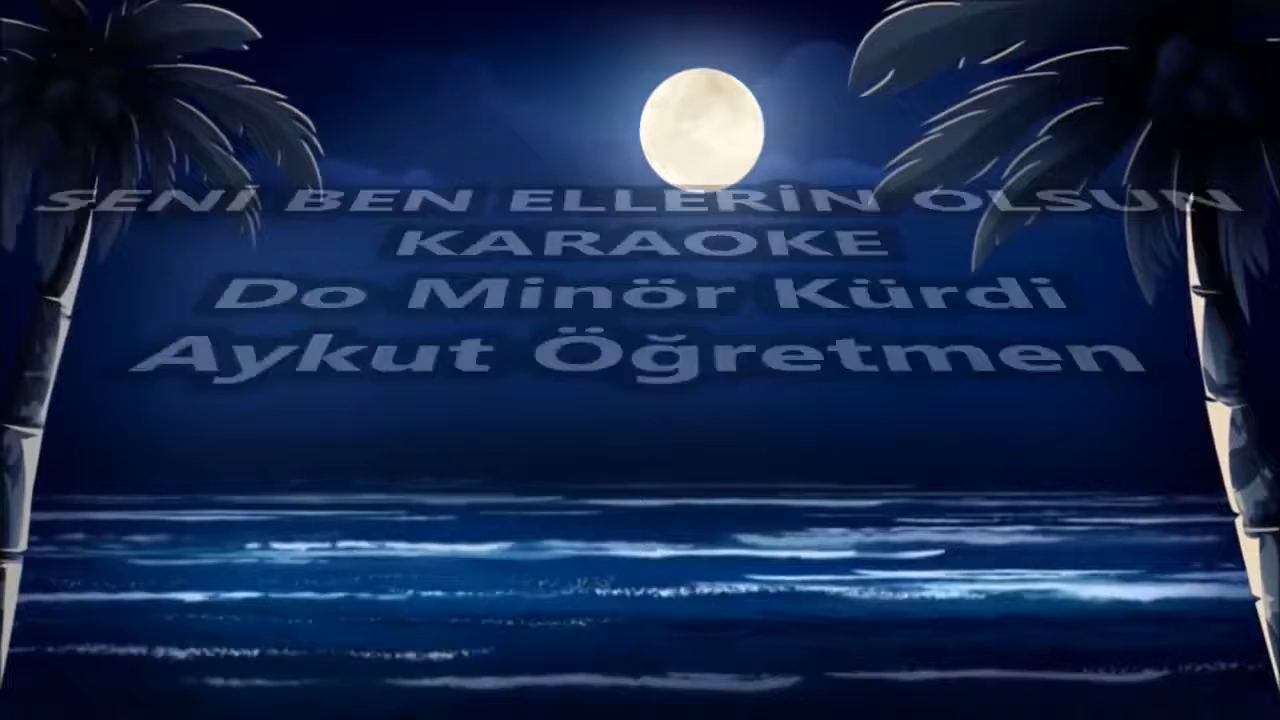 SENİ BEN ELLERİN OLSUN
KARAOKE
Do Minör Kürdi
Aykut Öğretmen